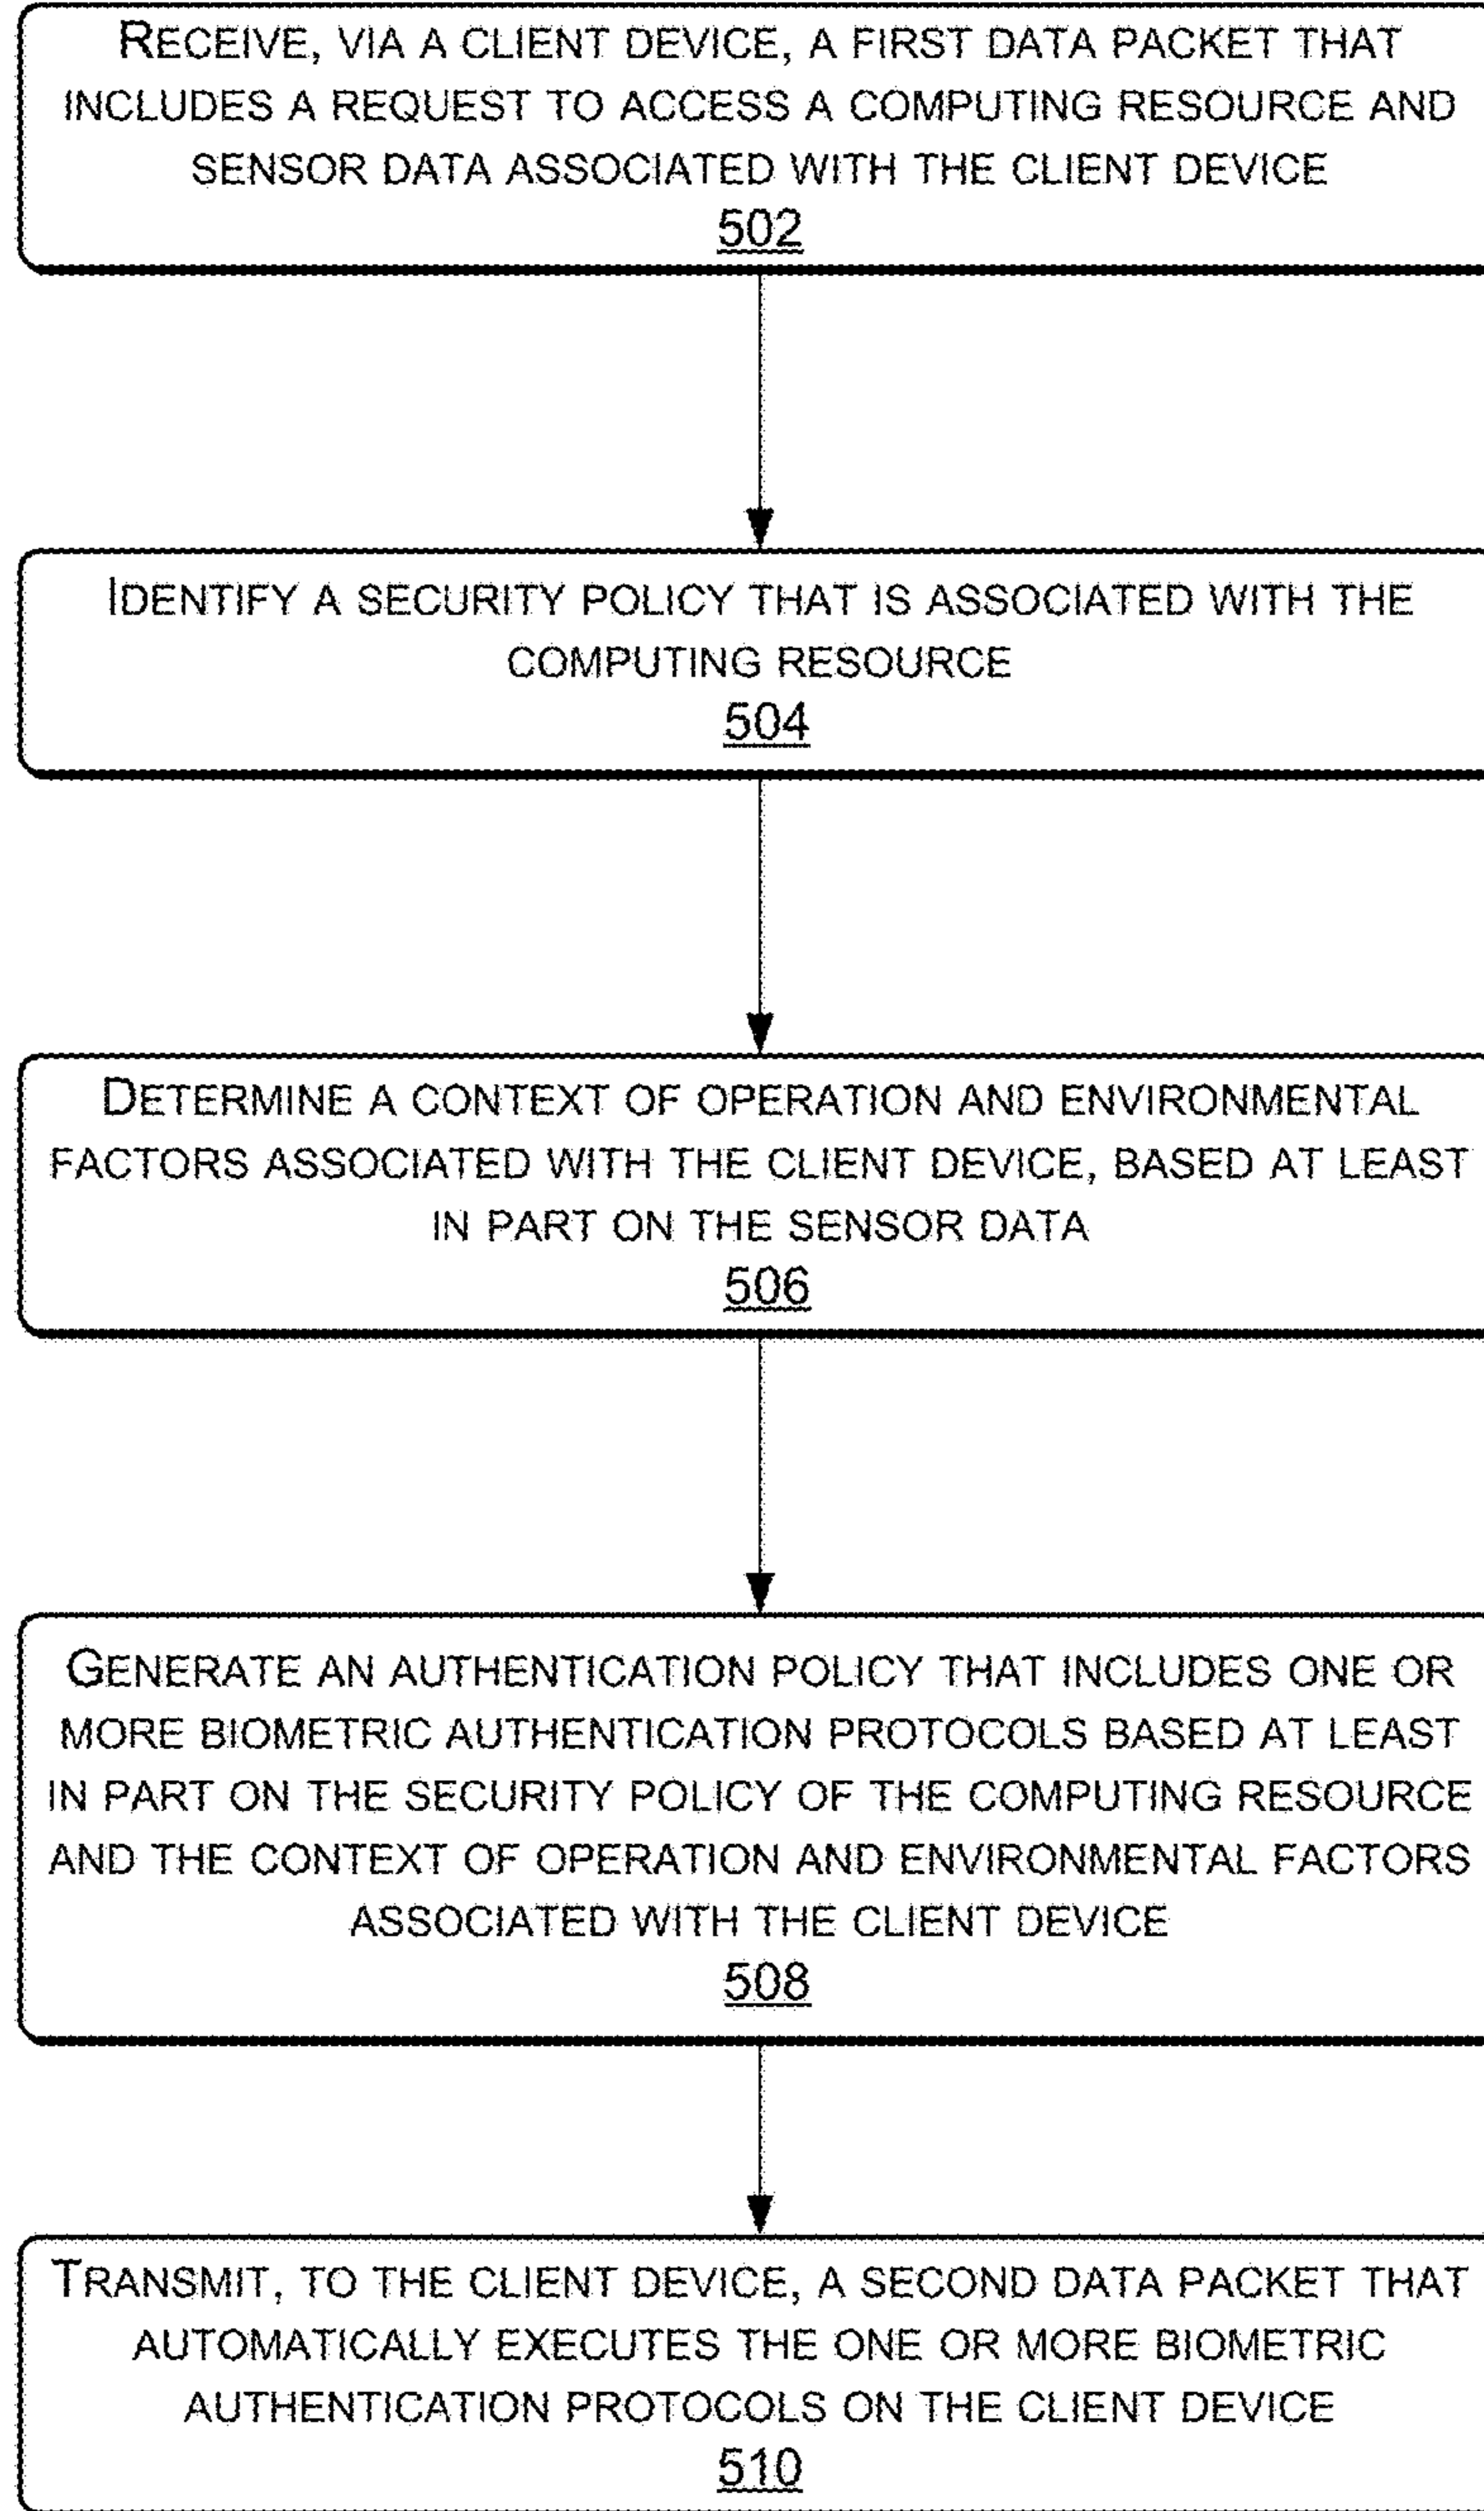 RECEIVE, VIA A CLIENT DEVICE, A FIRST DATA PACKET THAT
INCLUDES A REQUEST TO ACCESS A COMPUTING RESOURCE AND
SENSOR DATA ASSOCIATED WITH THE CLIENT DEVICE
502
IDENTIFY A SECURITY POLICY THAT IS ASSOCIATED WITH THE
COMPUTING RESOURCE
504
DETERMINE A CONTEXT OF OPERATION AND ENVIRONMENTAL
FACTORS ASSOCIATED WITH THE CLIENT DEVICE, BASED AT LEAST
IN PART ON THE SENSOR DATA
506
GENERATE AN AUTHENTICATION POLICY THAT INCLUDES ONE OR
MORE BIOMETRIC AUTHENTICATION PROTOCOLS BASED AT LEAST
IN PART ON THE SECURITY POLICY OF THE COMPUTING RESOURCE
AND THE CONTEXT OF OPERATION AND ENVIRONMENTAL FACTORS
ASSOCIATED WITH THE CLIENT DEVICE
508
TRANSMIT, TO THE CLIENT DEVICE, A SECOND DATA PACKET THAT
AUTOMATICALLY EXECUTES THE ONE OR MORE BIOMETRIC
AUTHENTICATION PROTOCOLS ON THE CLIENT DEVICE
510